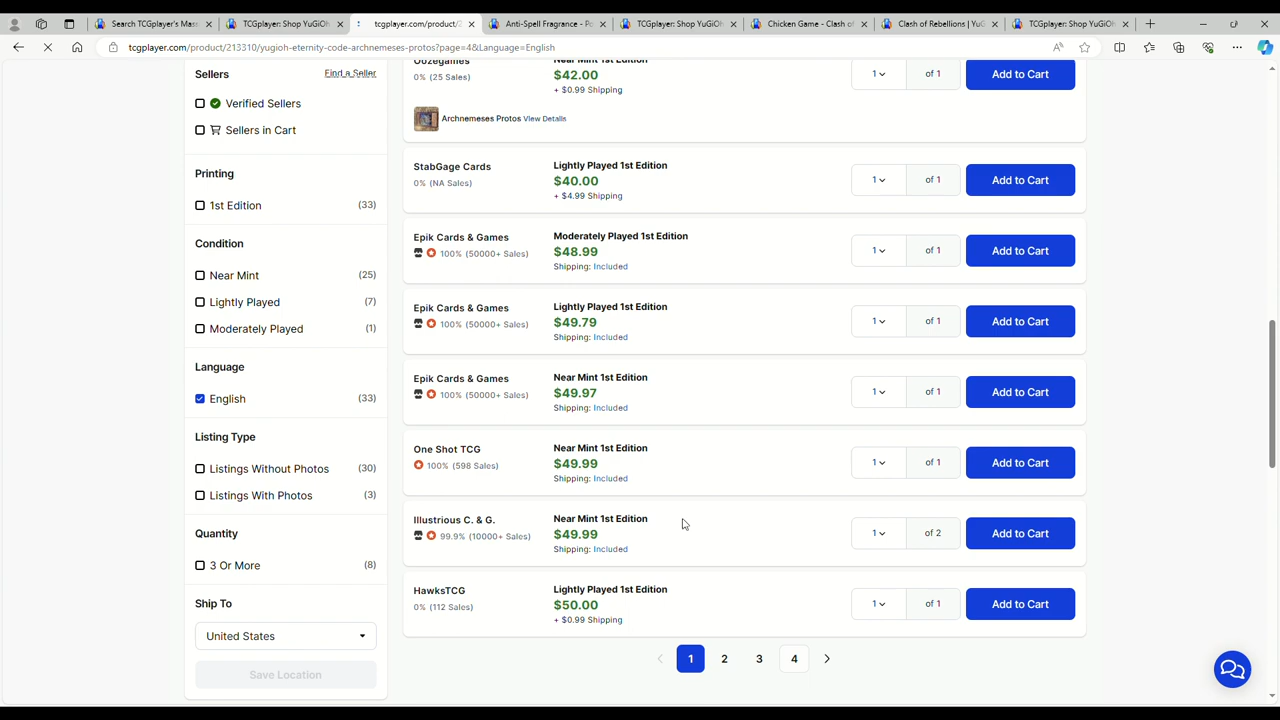 Search TCGplayer's Mas
TCGplayer: Shop YuGiOh
tcgplayer.com/product/2
Anti-Spell Fragrance - Po
TCGplayer: Shop YuGiOh
Chicken Game - Clash of
Clash of Rebellions | YuG
TCGplayer: Shop YuGiOh
tcgplayer.com/product/213310/yugioh-eternity-code-archnemeses-protos?page=4&Language=English
Sellers
Find a Seller
Verified Sellers
Sellers in Cart
Printing
1st Edition (33)
Condition
Near Mint (25)
Lightly Played (7)
Moderately Played (1)
Language
English (33)
Listing Type
Listings Without Photos (30)
Listings With Photos (3)
Quantity
3 Or More (8)
Ship To
United States
Save Location
Oozegames
Near Mint 1st Edition
0% (25 Sales)
$42.00
+ $0.99 Shipping
1 of 1 Add to Cart
Archnemeses Protos View Details
StabGage Cards
0% (NA Sales)
Lightly Played 1st Edition
$40.00
+ $4.99 Shipping
1 of 1 Add to Cart
Epik Cards & Games
100% (50000+ Sales)
Moderately Played 1st Edition
$48.99
Shipping: Included
1 of 1 Add to Cart
Epik Cards & Games
100% (50000+ Sales)
Lightly Played 1st Edition
$49.79
Shipping: Included
1 of 1 Add to Cart
Epik Cards & Games
100% (50000+ Sales)
Near Mint 1st Edition
$49.97
Shipping: Included
1 of 1 Add to Cart
One Shot TCG
100% (598 Sales)
Near Mint 1st Edition
$49.99
Shipping: Included
1 of 1 Add to Cart
Illustrious C. & G.
99.9% (10000+ Sales)
Near Mint 1st Edition
$49.99
Shipping: Included
1 of 2 Add to Cart
HawksTCG
0% (112 Sales)
Lightly Played 1st Edition
$50.00
+ $0.99 Shipping
1 of 1 Add to Cart
1 2 3 4